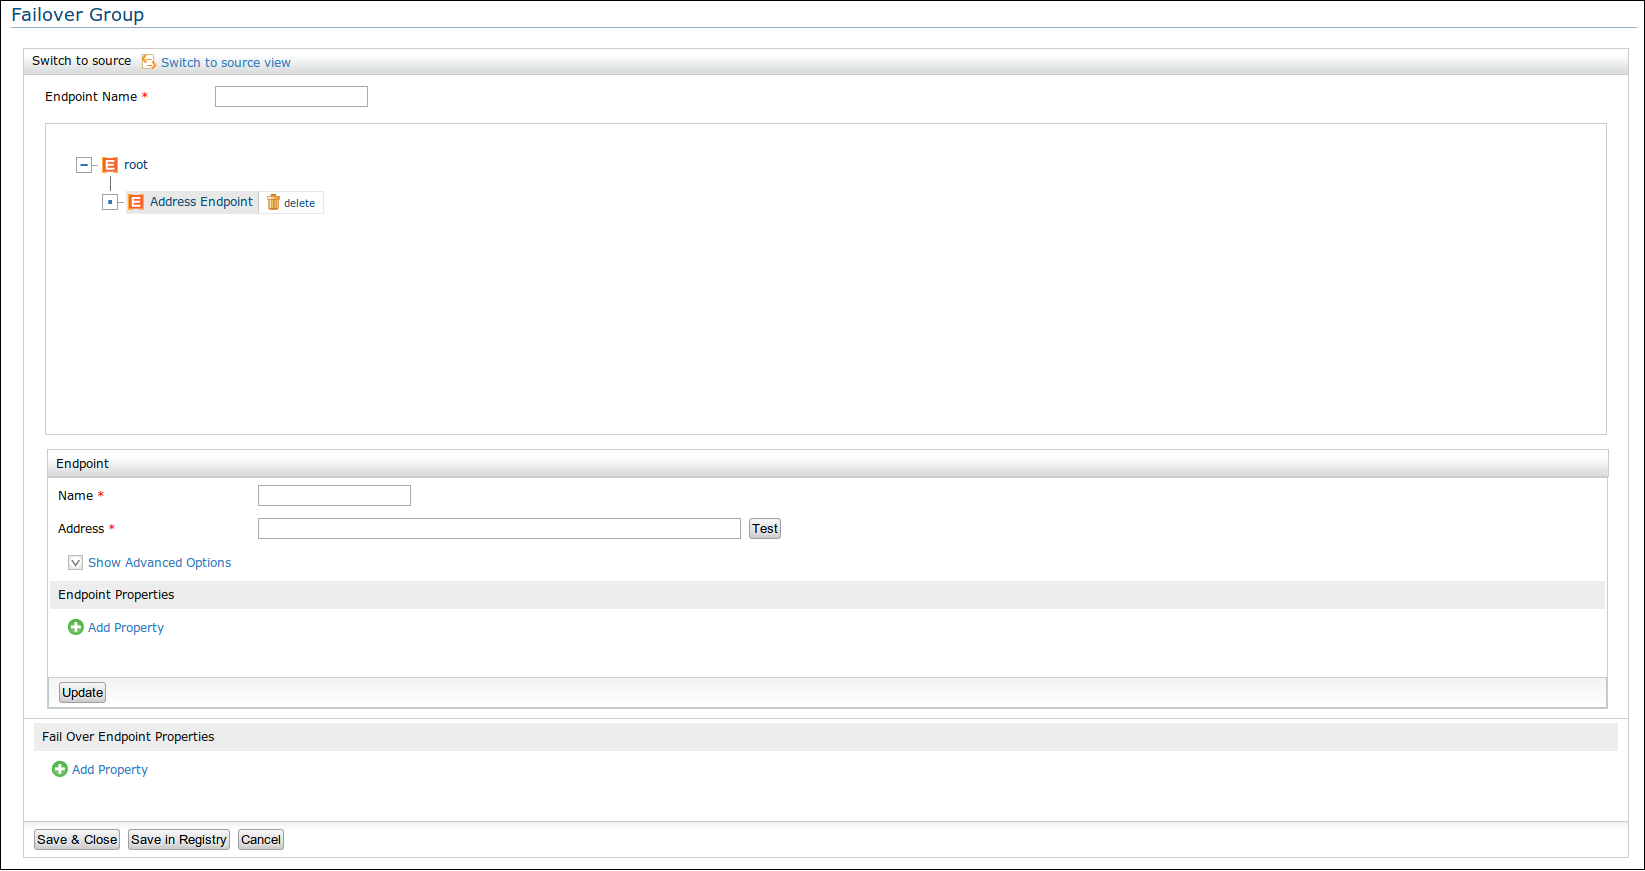 Failover Group
Switch to source Switch to source view
Endpoint Name *
root
Address Endpoint delete
Endpoint
Name *
Address * Test
Show Advanced Options
Endpoint Properties
Add Property
Update
Fail Over Endpoint Properties
Add Property
Save & Close Save in Registry Cancel